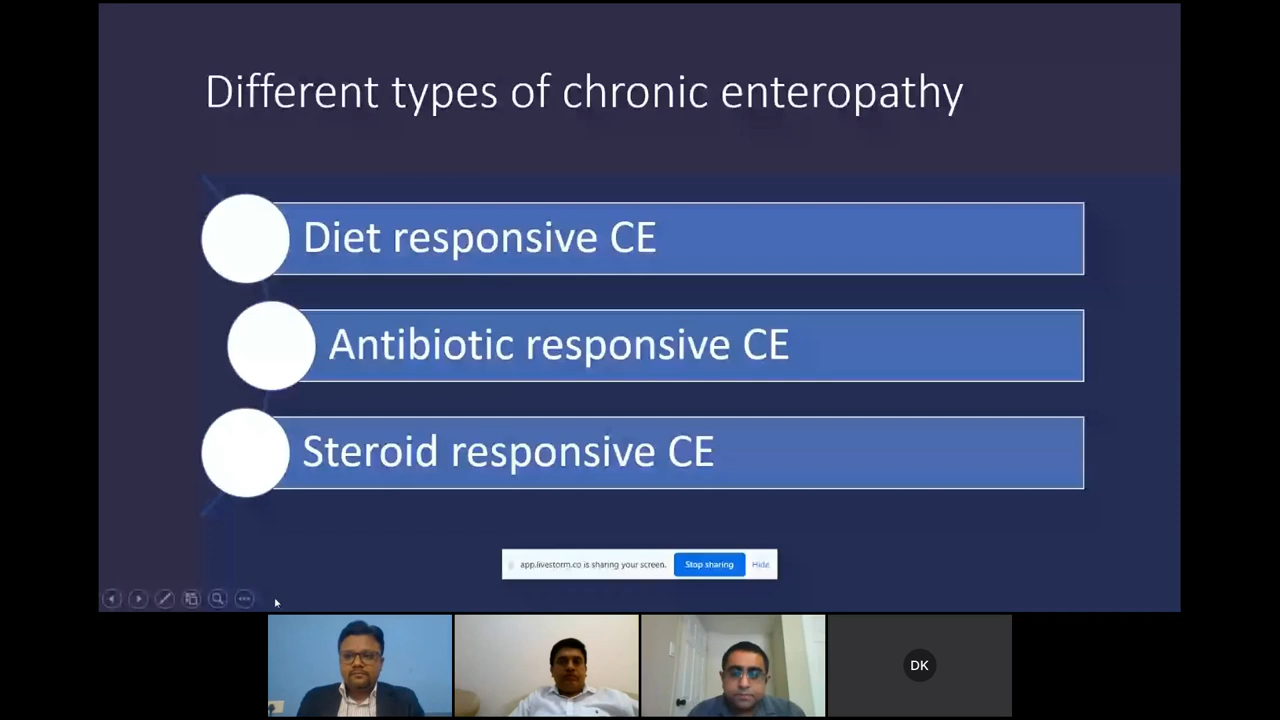 Different types of chronic enteropathy
Diet responsive CE
Antibiotic responsive CE
Steroid responsive CE
app.livestorm.co is sharing your screen. Stop sharing Hide
DK